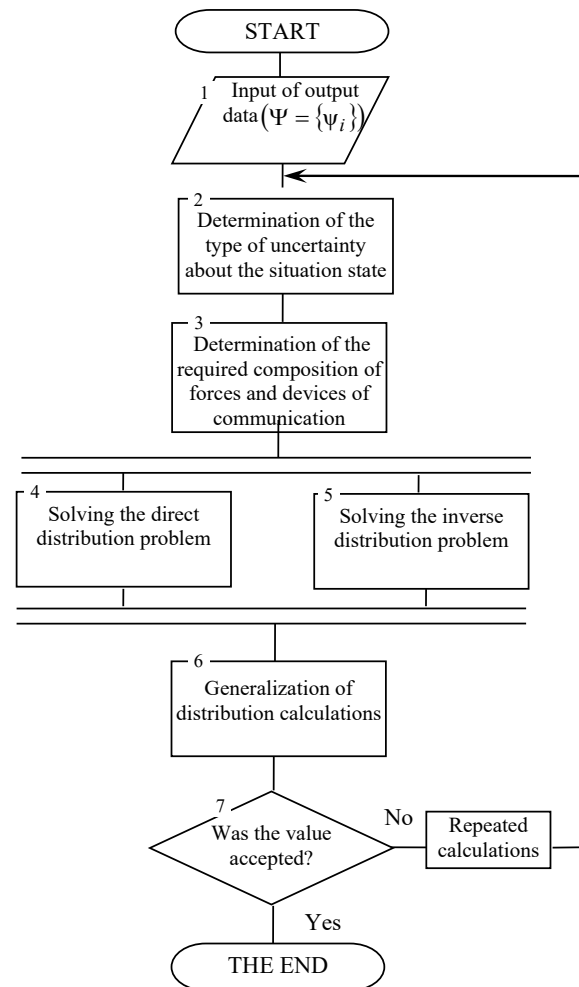 START
1
Input of output
data (Ψ = {ψᵢ})
2
Determination of the
type of uncertainty
about the situation state
3
Determination of the
required composition of
forces and devices of
communication
4
Solving the direct
distribution problem
5
Solving the inverse
distribution problem
6
Generalization of
distribution calculations
7
Was the value
accepted?
No
Repeated
calculations
Yes
THE END